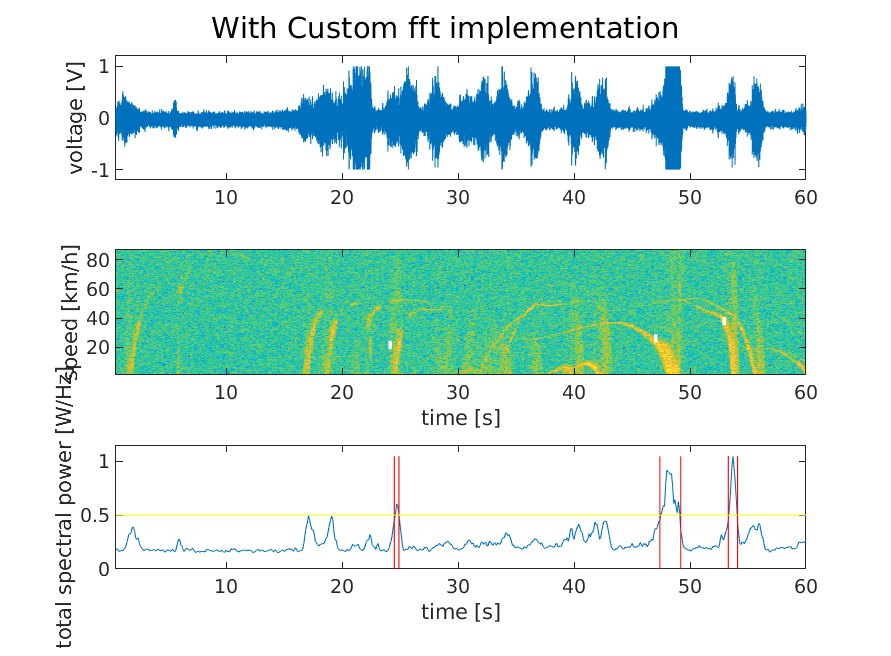 With Custom fft implementation
voltage [V]
1
0
-1
10 20 30 40 50 60
speed [km/h]
80
60
40
20
10 20 30 40 50 60
time [s]
total spectral power [W/Hz]
1
0.5
0
10 20 30 40 50 60
time [s]